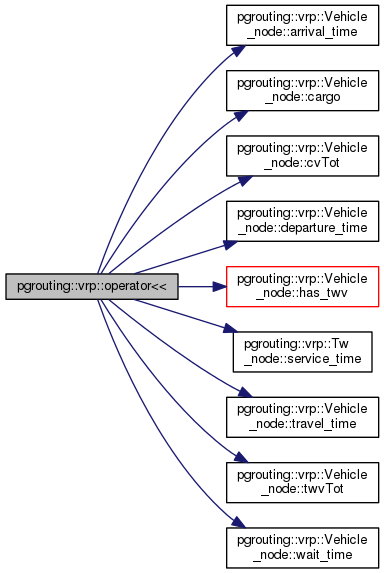 pgrouting::vrp::Vehicle
_node::arrival_time
pgrouting::vrp::Vehicle
_node::cargo
pgrouting::vrp::Vehicle
_node::cvTot
pgrouting::vrp::Vehicle
_node::departure_time
pgrouting::vrp::operator<<
pgrouting::vrp::Vehicle
_node::has_twv
pgrouting::vrp::Tw
_node::service_time
pgrouting::vrp::Vehicle
_node::travel_time
pgrouting::vrp::Vehicle
_node::twvTot
pgrouting::vrp::Vehicle
_node::wait_time